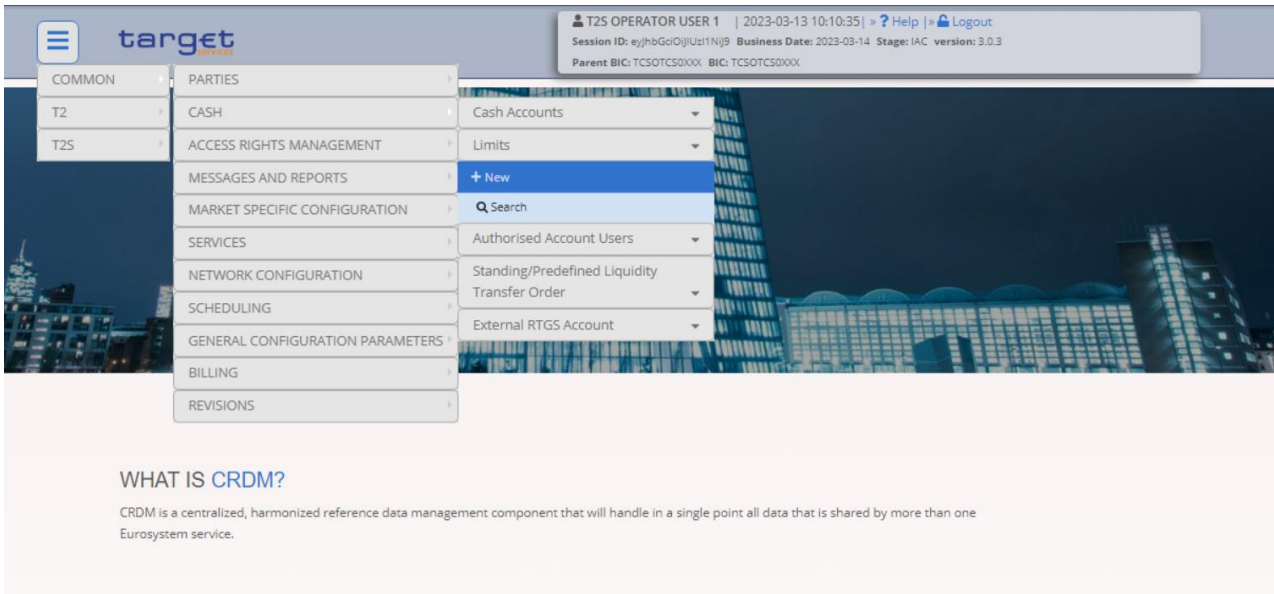 T2S OPERATOR USER 1 | 2023-03-13 10:10:35| » ? Help |» Logout
Session ID: eyJhbGciOiJIUzI1NiJ9 Business Date: 2023-03-14 Stage: IAC version: 3.0.3
Parent BIC: TCSOTCS0XXX BIC: TCSOTCS0XXX
target
services
COMMON
T2
T2S
PARTIES
CASH
ACCESS RIGHTS MANAGEMENT
MESSAGES AND REPORTS
MARKET SPECIFIC CONFIGURATION
SERVICES
NETWORK CONFIGURATION
SCHEDULING
GENERAL CONFIGURATION PARAMETERS
BILLING
REVISIONS
Cash Accounts
Limits
+ New
Search
Authorised Account Users
Standing/Predefined Liquidity
Transfer Order
External RTGS Account
WHAT IS CRDM?
CRDM is a centralized, harmonized reference data management component that will handle in a single point all data that is shared by more than one
Eurosystem service.